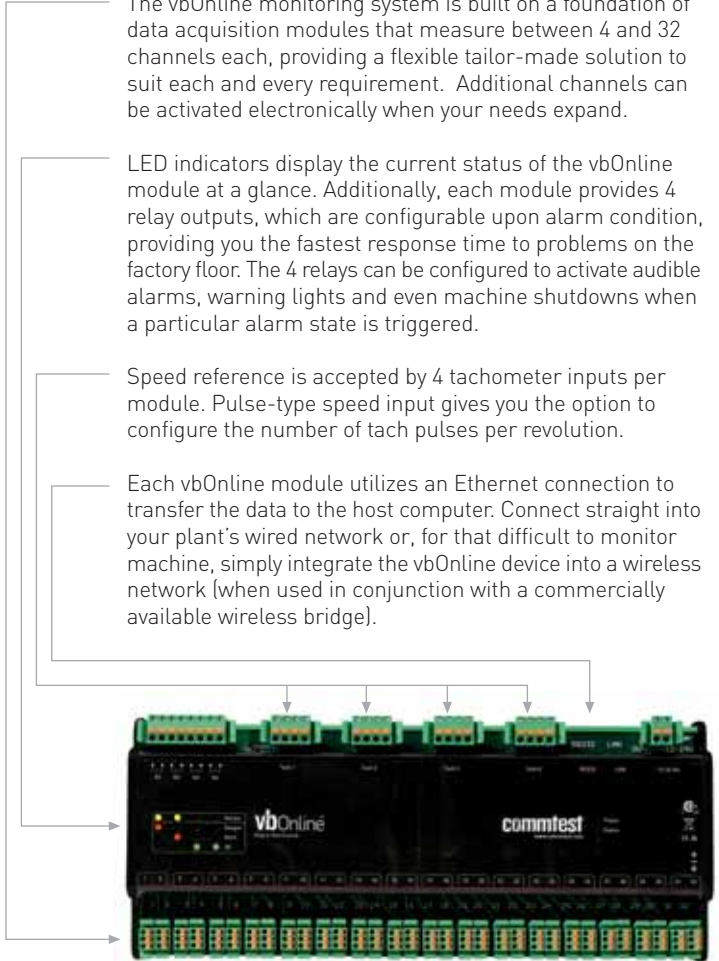 The vbOnline monitoring system is built on a foundation of
data acquisition modules that measure between 4 and 32
channels each, providing a flexible tailor-made solution to
suit each and every requirement.  Additional channels can
be activated electronically when your needs expand.
LED indicators display the current status of the vbOnline
module at a glance. Additionally, each module provides 4
relay outputs, which are configurable upon alarm condition,
providing you the fastest response time to problems on the
factory floor. The 4 relays can be configured to activate audible
alarms, warning lights and even machine shutdowns when
a particular alarm state is triggered.
Speed reference is accepted by 4 tachometer inputs per
module. Pulse-type speed input gives you the option to
configure the number of tach pulses per revolution.
Each vbOnline module utilizes an Ethernet connection to
transfer the data to the host computer. Connect straight into
your plant's wired network or, for that difficult to monitor
machine, simply integrate the vbOnline device into a wireless
network (when used in conjunction with a commercially
available wireless bridge).
RS232 LAN
vbOnline
commtest